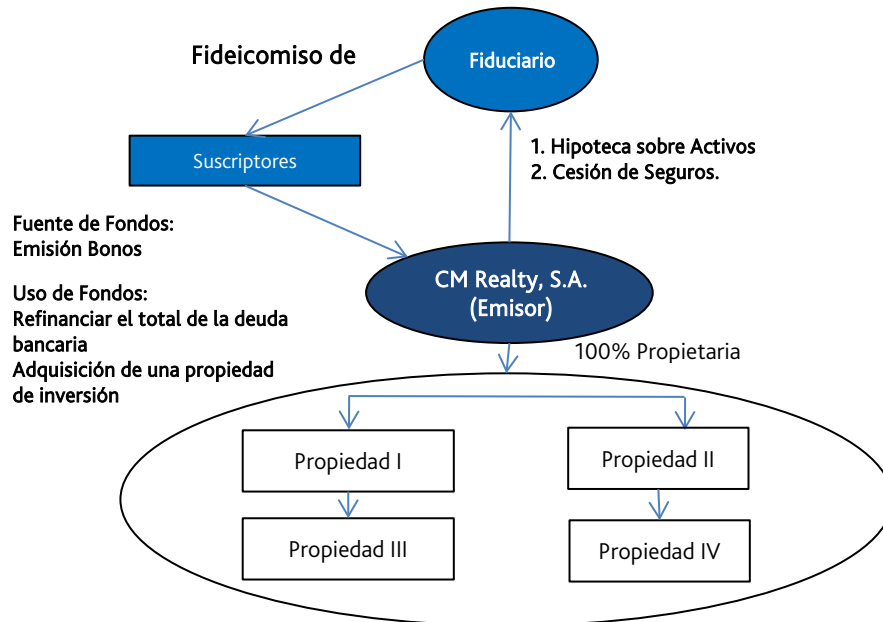 Fideicomiso de
Fiduciario
Suscriptores
1. Hipoteca sobre Activos
2. Cesión de Seguros.
Fuente de Fondos:
Emisión Bonos
Uso de Fondos:
Refinanciar el total de la deuda
bancaria
Adquisición de una propiedad
de inversión
CM Realty, S.A.
(Emisor)
100% Propietaria
Propiedad I
Propiedad II
Propiedad III
Propiedad IV